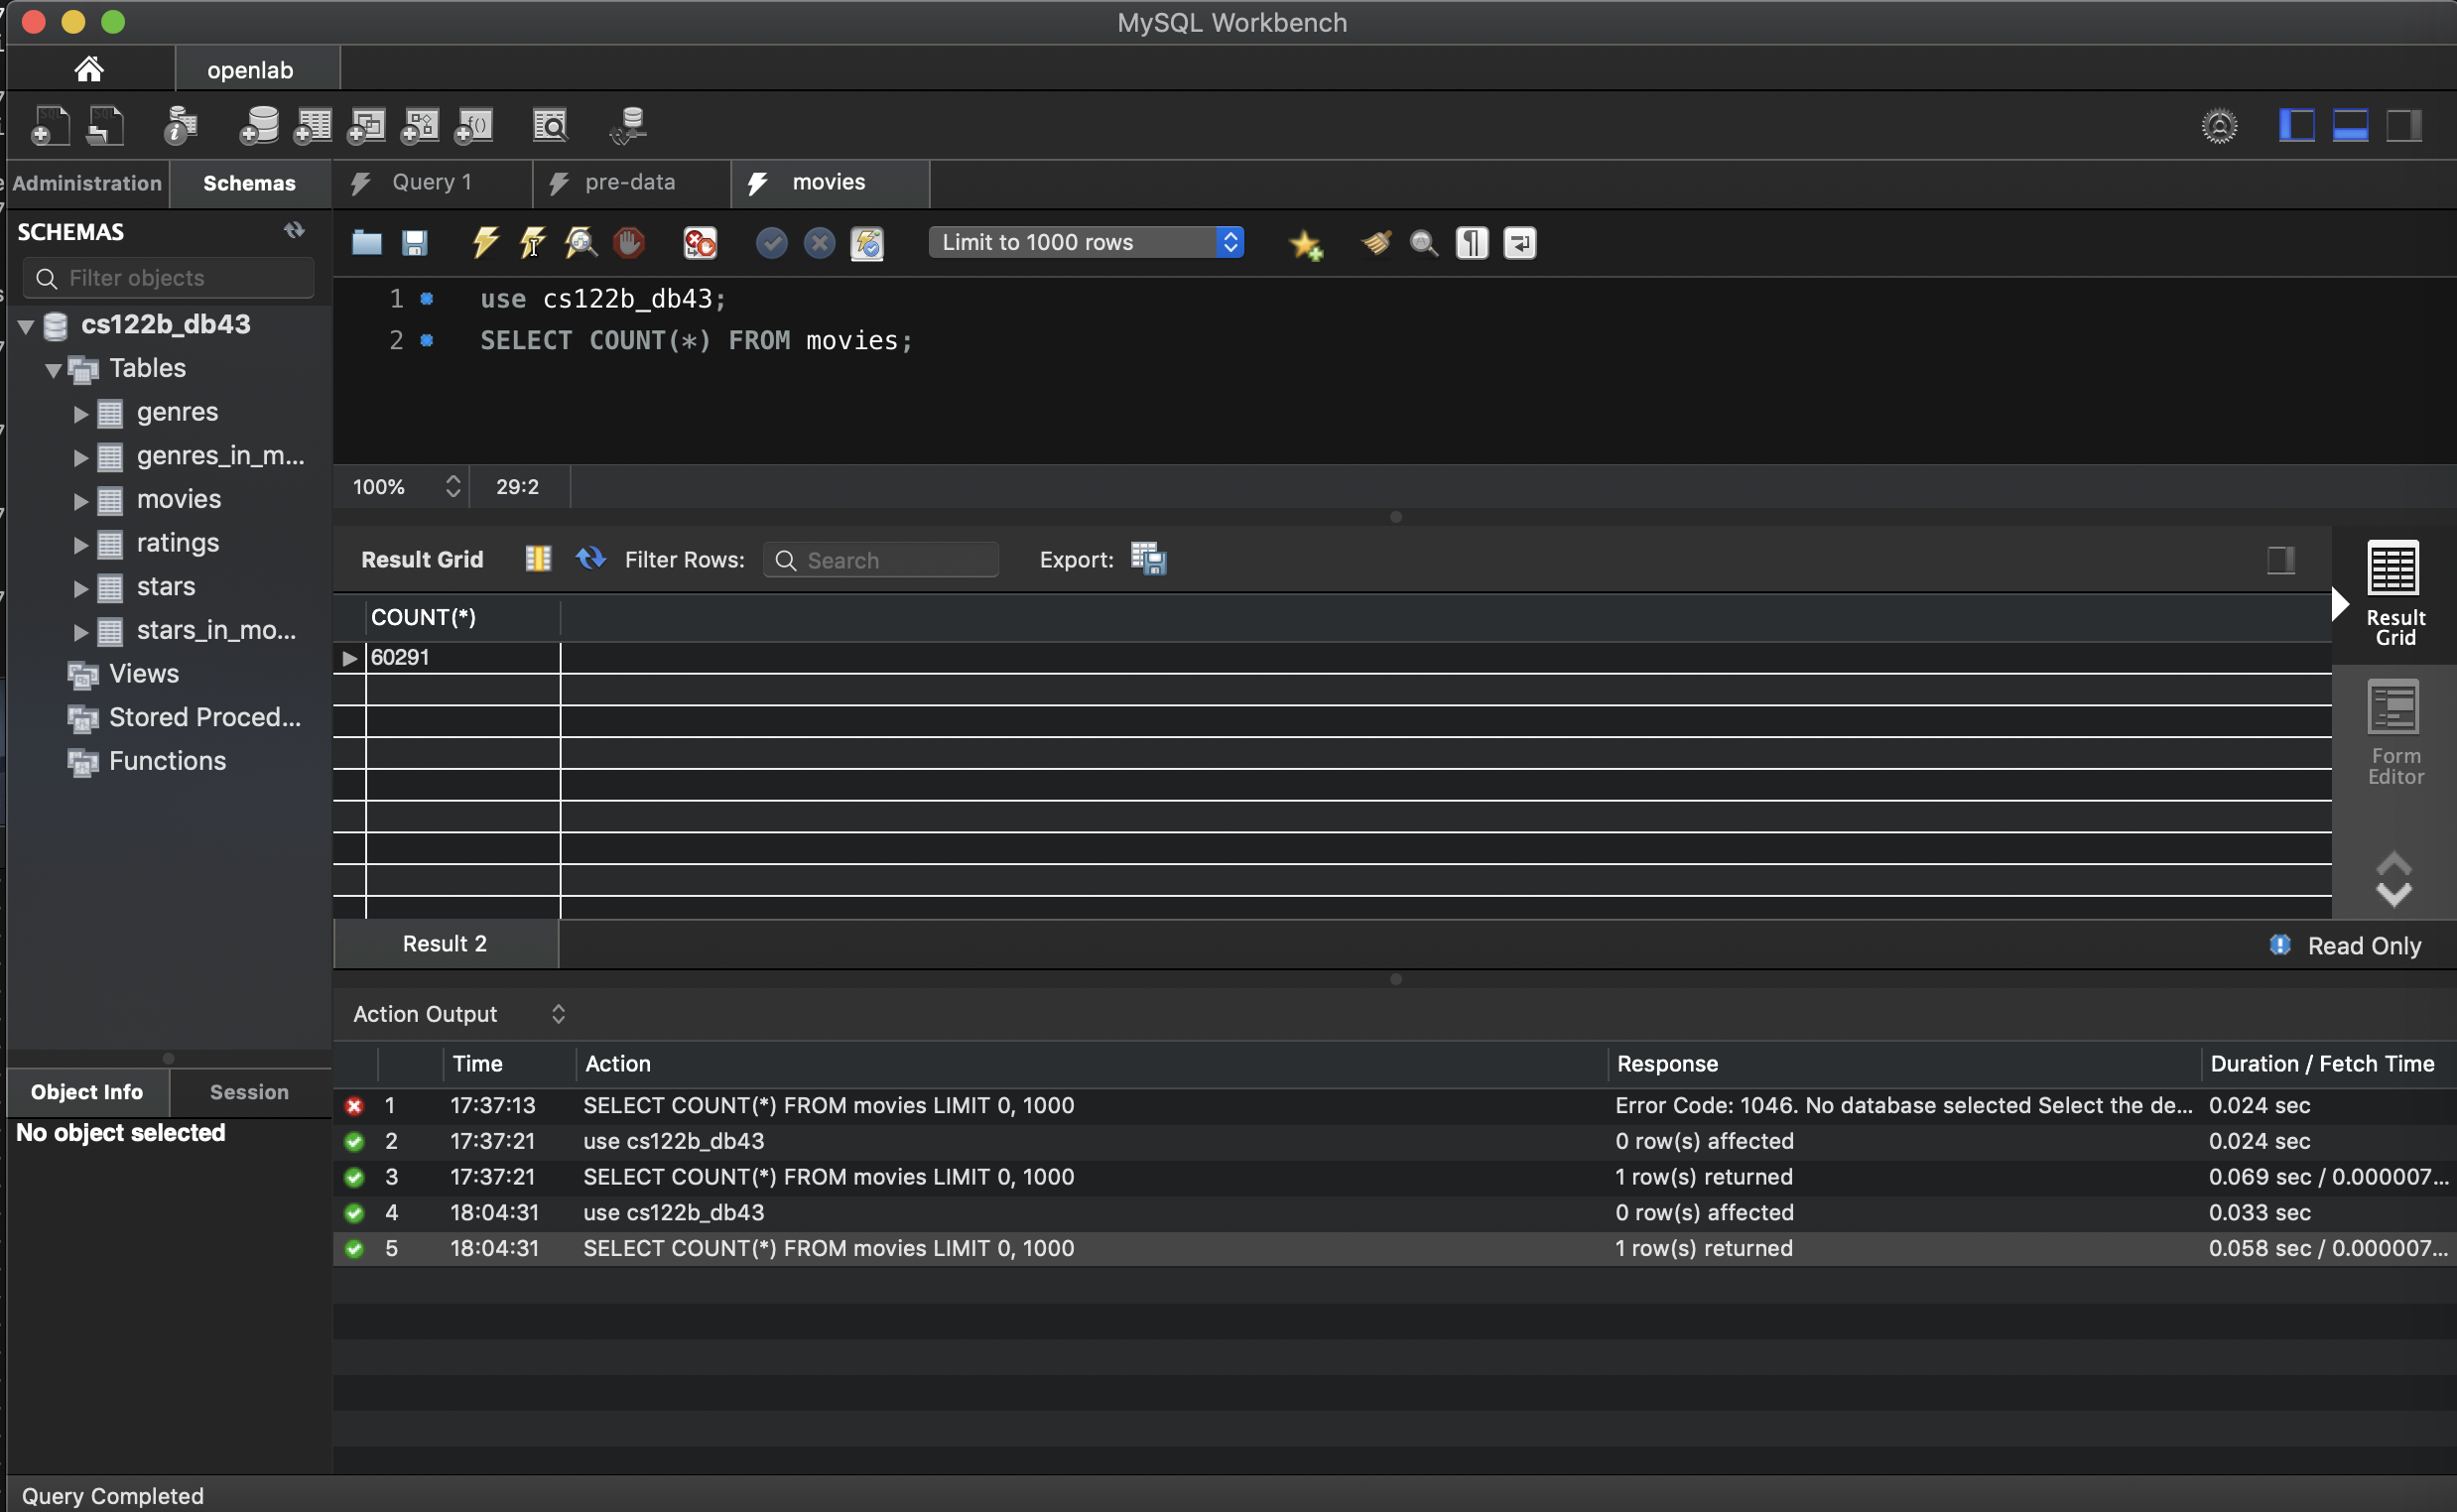 MySQL Workbench
openlab
Administration
Schemas
Query 1
pre-data
movies
SCHEMAS
Filter objects
cs122b_db43
Tables
genres
genres_in_m...
movies
ratings
stars
stars_in_mo...
Views
Stored Proced...
Functions
Object Info
Session
No object selected
Limit to 1000 rows
1 use cs122b_db43;
2 SELECT COUNT(*) FROM movies;
100%
29:2
Result Grid
Filter Rows:
Search
Export:
COUNT(*)
60291
Result
Grid
Form
Editor
Result 2
Read Only
Action Output
Time Action Response Duration / Fetch Time
1 17:37:13 SELECT COUNT(*) FROM movies LIMIT 0, 1000 Error Code: 1046. No database selected Select the de... 0.024 sec
2 17:37:21 use cs122b_db43 0 row(s) affected 0.024 sec
3 17:37:21 SELECT COUNT(*) FROM movies LIMIT 0, 1000 1 row(s) returned 0.069 sec / 0.000007...
4 18:04:31 use cs122b_db43 0 row(s) affected 0.033 sec
5 18:04:31 SELECT COUNT(*) FROM movies LIMIT 0, 1000 1 row(s) returned 0.058 sec / 0.000007...
Query Completed